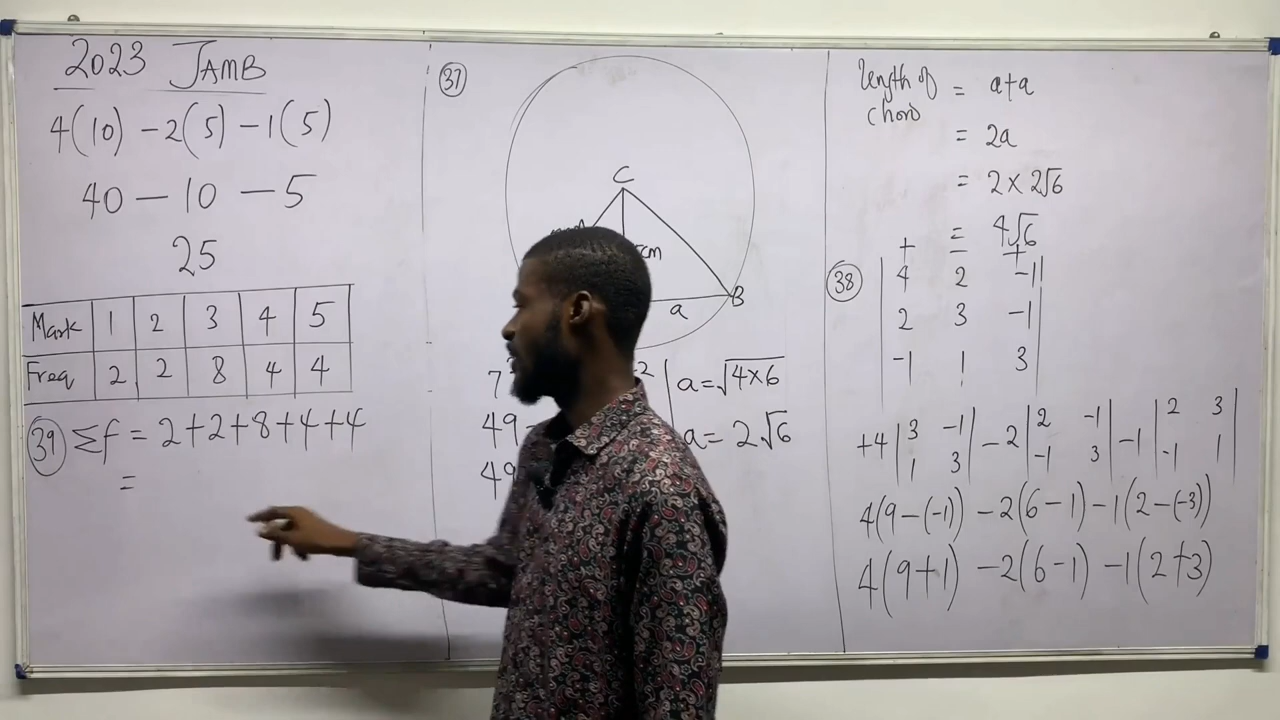 2023 JAMB
4(10) -2(5) -1(5)
40 - 10 - 5
25
Mark 1 2 3 4 5
Freq 2 2 8 4 4
39 Σf = 2+2+8+4+4
=
37
C
cm
a B
7² ²
a=√4×6
49-
a= 2√6
49
length of chord = a+a
= 2a
= 2 × 2√6
= 4√6
+ - +
38
4 2 -1
2 3 -1
-1 1 3
+4 |3 -1| -2 |2 -1| -1 |2 3|
|1 3| |-1 3| |-1 1|
4(9-(-1)) -2(6-1) -1(2-(-3))
4(9+1) -2(6-1) -1(2+3)